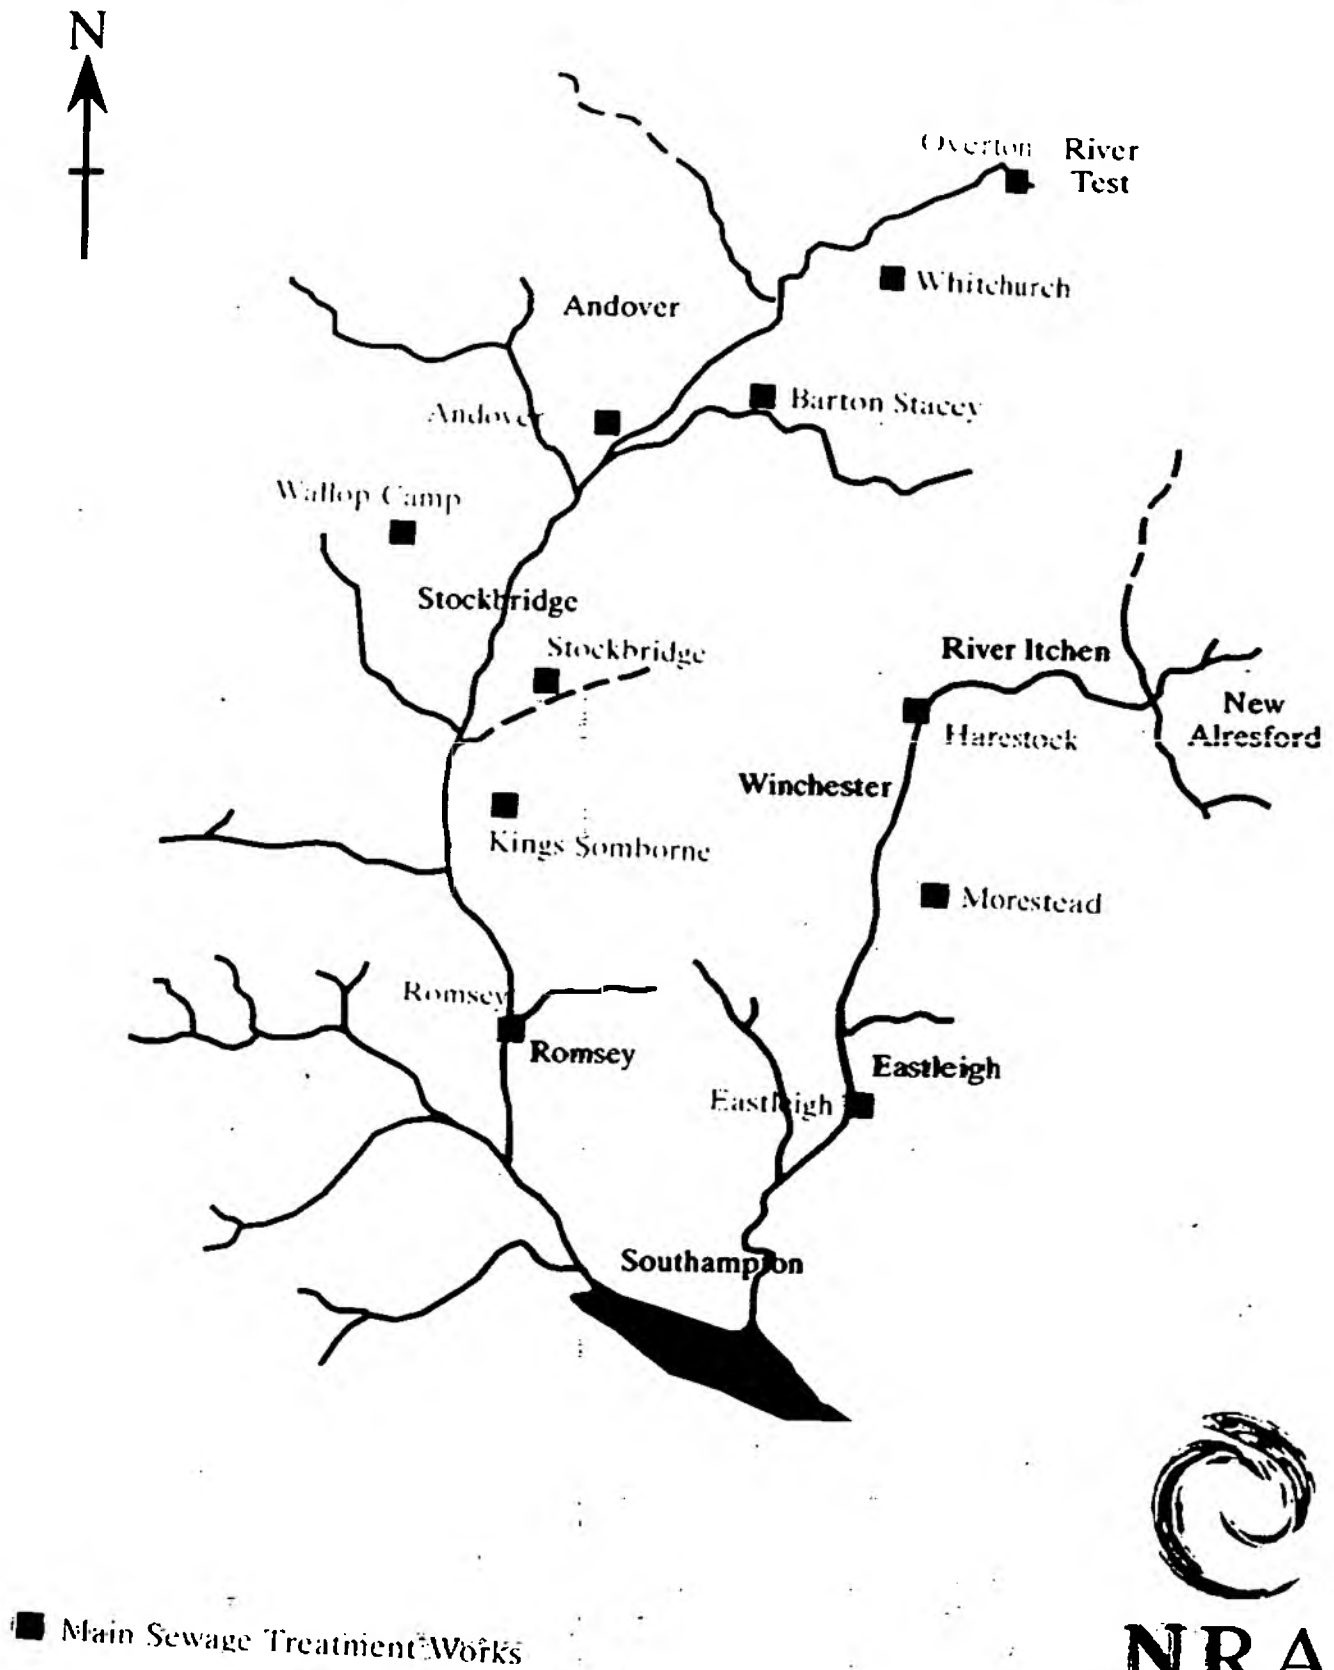 N
Overton
River
Test
Whitchurch
Andover
Barton Stacey
Andover
Wallop Camp
Stockbridge
Stockbridge
River Itchen
New
Alresford
Harestock
Winchester
Kings Somborne
Morestead
Romsey
Romsey
Eastleigh
Eastleigh
Southampton
Main Sewage Treatment Works
NRA